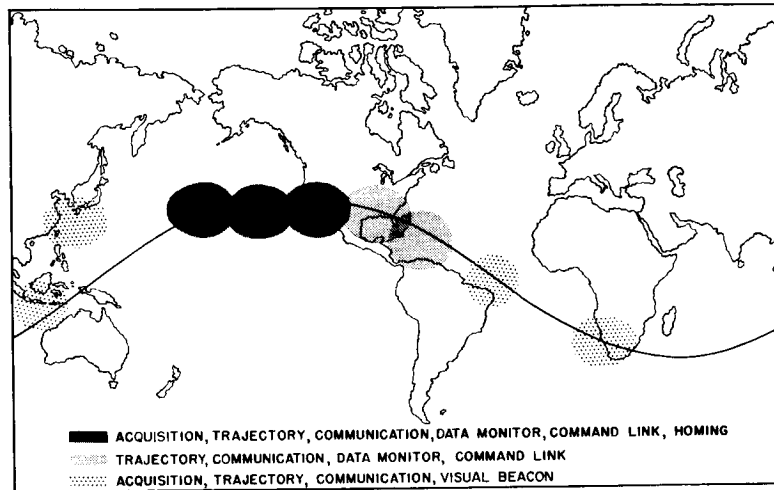 ACQUISITION, TRAJECTORY, COMMUNICATION, DATA MONITOR, COMMAND LINK, HOMING
TRAJECTORY, COMMUNICATION, DATA MONITOR, COMMAND LINK
ACQUISITION, TRAJECTORY, COMMUNICATION, VISUAL BEACON